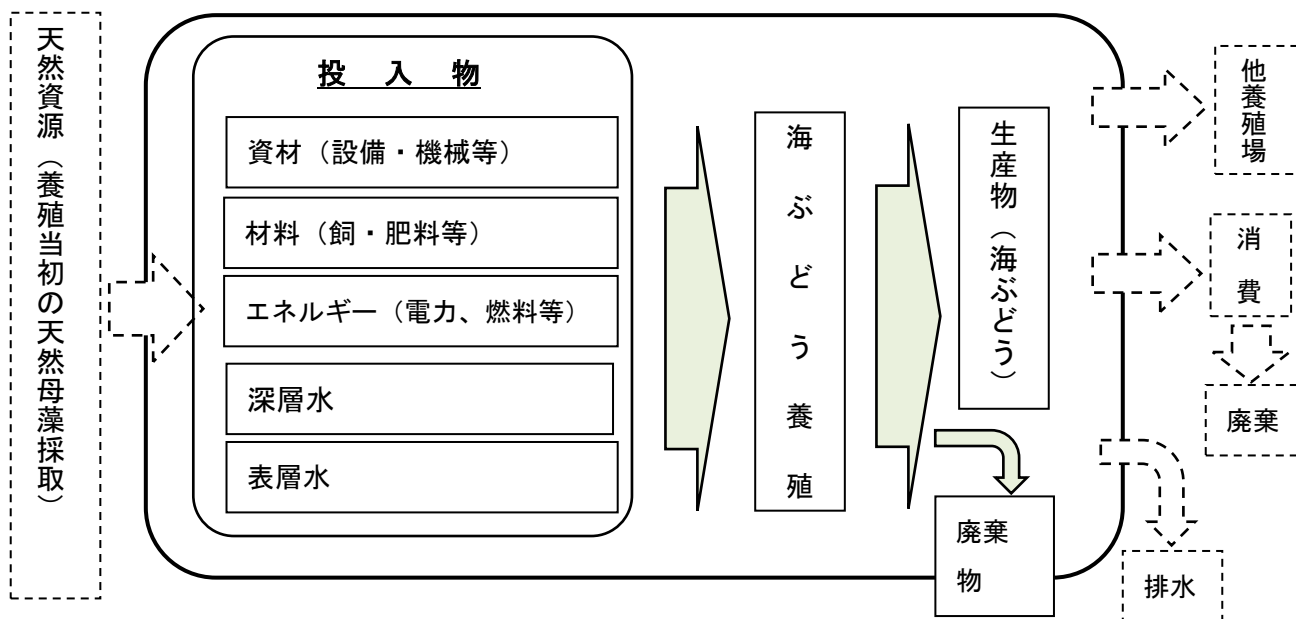 天然資源（養殖当初の天然母藻採取）
投入物
資材（設備・機械等）
材料（飼・肥料等）
エネルギー（電力、燃料等）
深層水
表層水
海ぶどう養殖
生産物（海ぶどう）
廃棄
物
他養殖場
消費
廃棄
排水